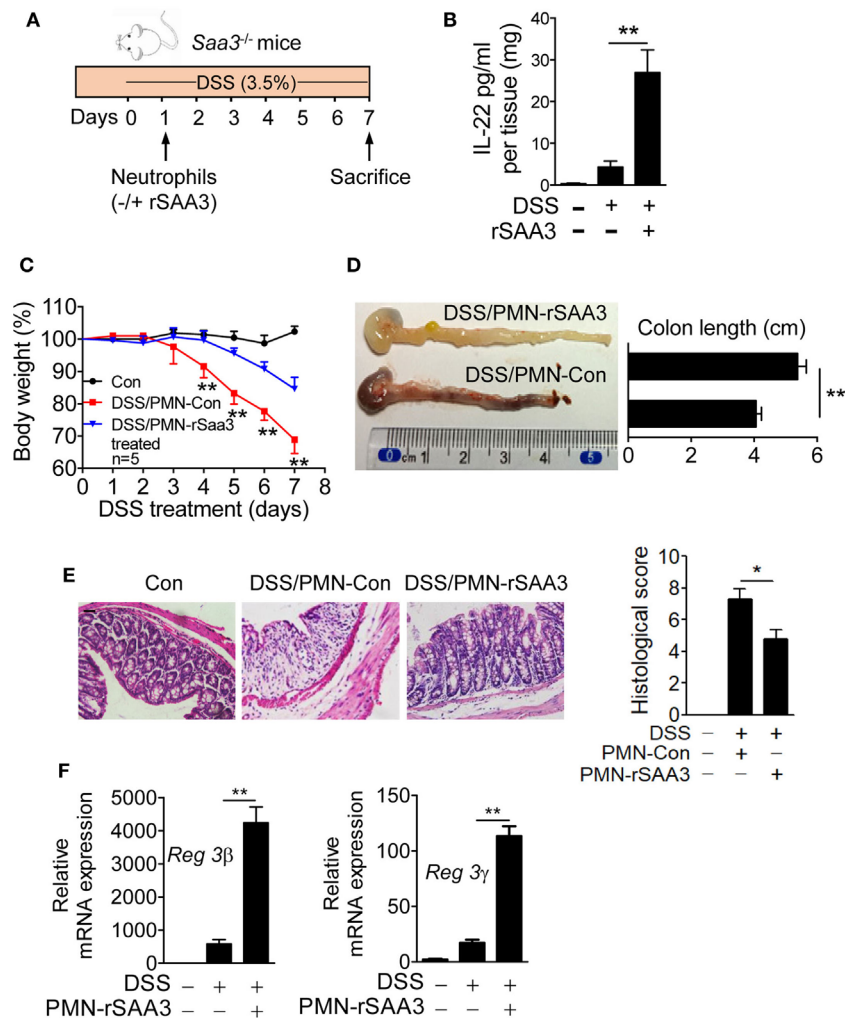 A
Saa3-/- mice
DSS (3.5%)
Days 0 1 2 3 4 5 6 7
Neutrophils
(-/+ rSAA3)
Sacrifice
B
IL-22 pg/ml
per tissue (mg)
40
30
20
10
0
**
DSS - + +
rSAA3 - - +
C
Body weight (%)
110
100
90
80
70
60
Con
DSS/PMN-Con
DSS/PMN-rSaa3
treated
n=5
**
**
**
**
0 1 2 3 4 5 6 7 8
DSS treatment (days)
D
DSS/PMN-rSAA3
DSS/PMN-Con
0 cm 1 2 3 4 5
Colon length (cm)
**
0 2 4 6
E
Con
DSS/PMN-Con
DSS/PMN-rSAA3
Histological score
10
8
6
4
2
0
*
DSS – + +
PMN-Con – +
PMN-rSAA3 – +
F
Relative
mRNA expression
5000
4000
3000
2000
1000
0
Reg 3β
**
DSS – + +
PMN-rSAA3 – – +
Relative
mRNA expression
150
100
50
0
Reg 3γ
**
DSS – + +
PMN-rSAA3 – – +